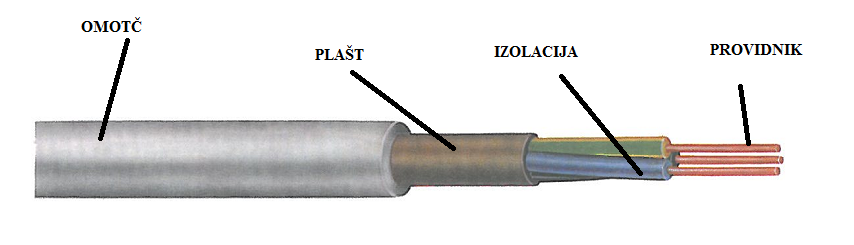 OMOTČ
PLAŠT
IZOLACIJA
PROVIDNIK